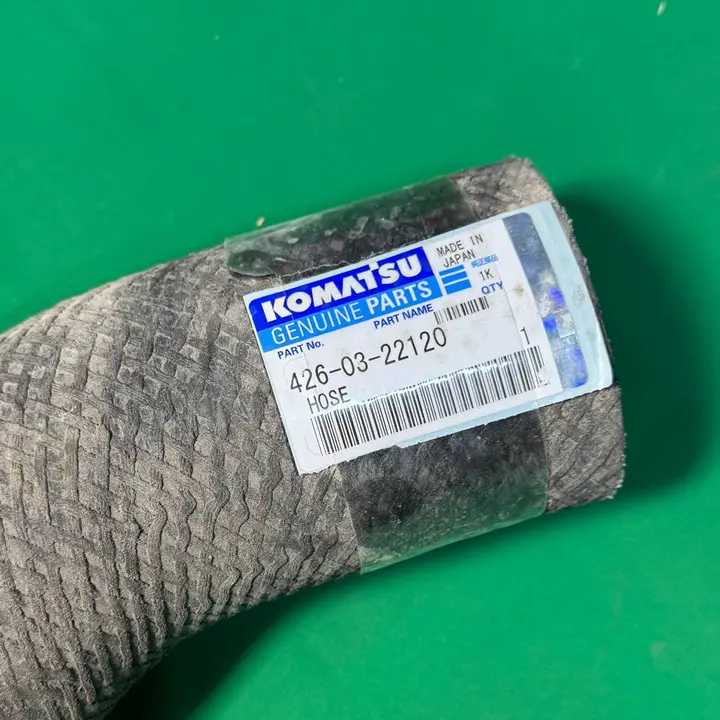 KOMATSU
MADE IN
JAPAN
純正部品
GENUINE PARTS
1K
PART No.
PART NAME
QTY
426-03-22120
1
HOSE